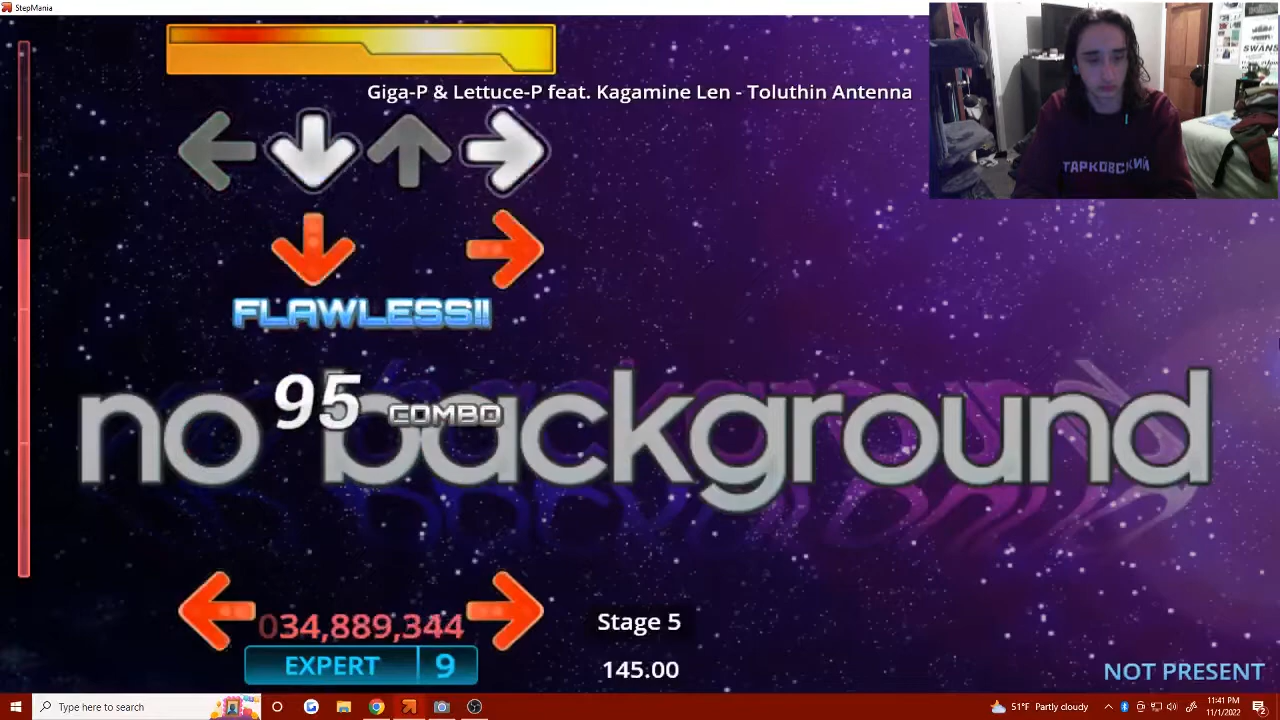 StepMania
SWANS
ТАРКОВСКИЙ
Giga-P & Lettuce-P feat. Kagamine Len - Toluthin Antenna
FLAWLESS!!
95 COMBO
no background
034,889,344
Stage 5
EXPERT 9
145.00
NOT PRESENT
Type here to search
51°F Partly cloudy
11:41 PM
11/1/2022
2